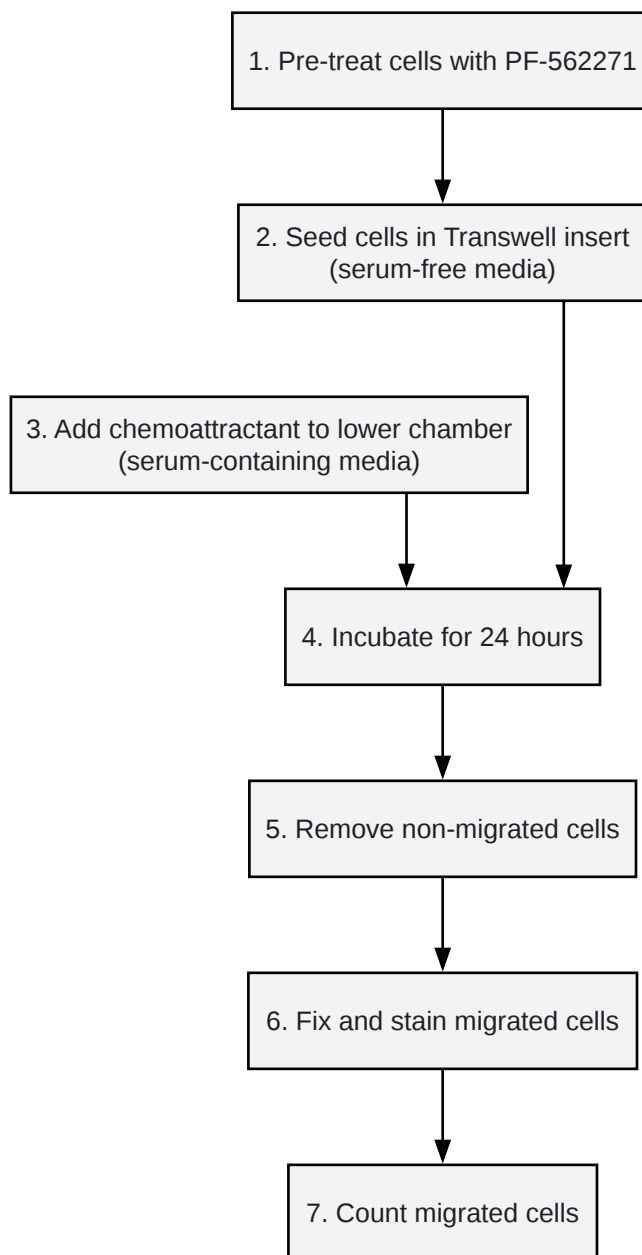 1. Pre-treat cells with PF-562271
2. Seed cells in Transwell insert
(serum-free media)
3. Add chemoattractant to lower chamber
(serum-containing media)
4. Incubate for 24 hours
5. Remove non-migrated cells
6. Fix and stain migrated cells
7. Count migrated cells